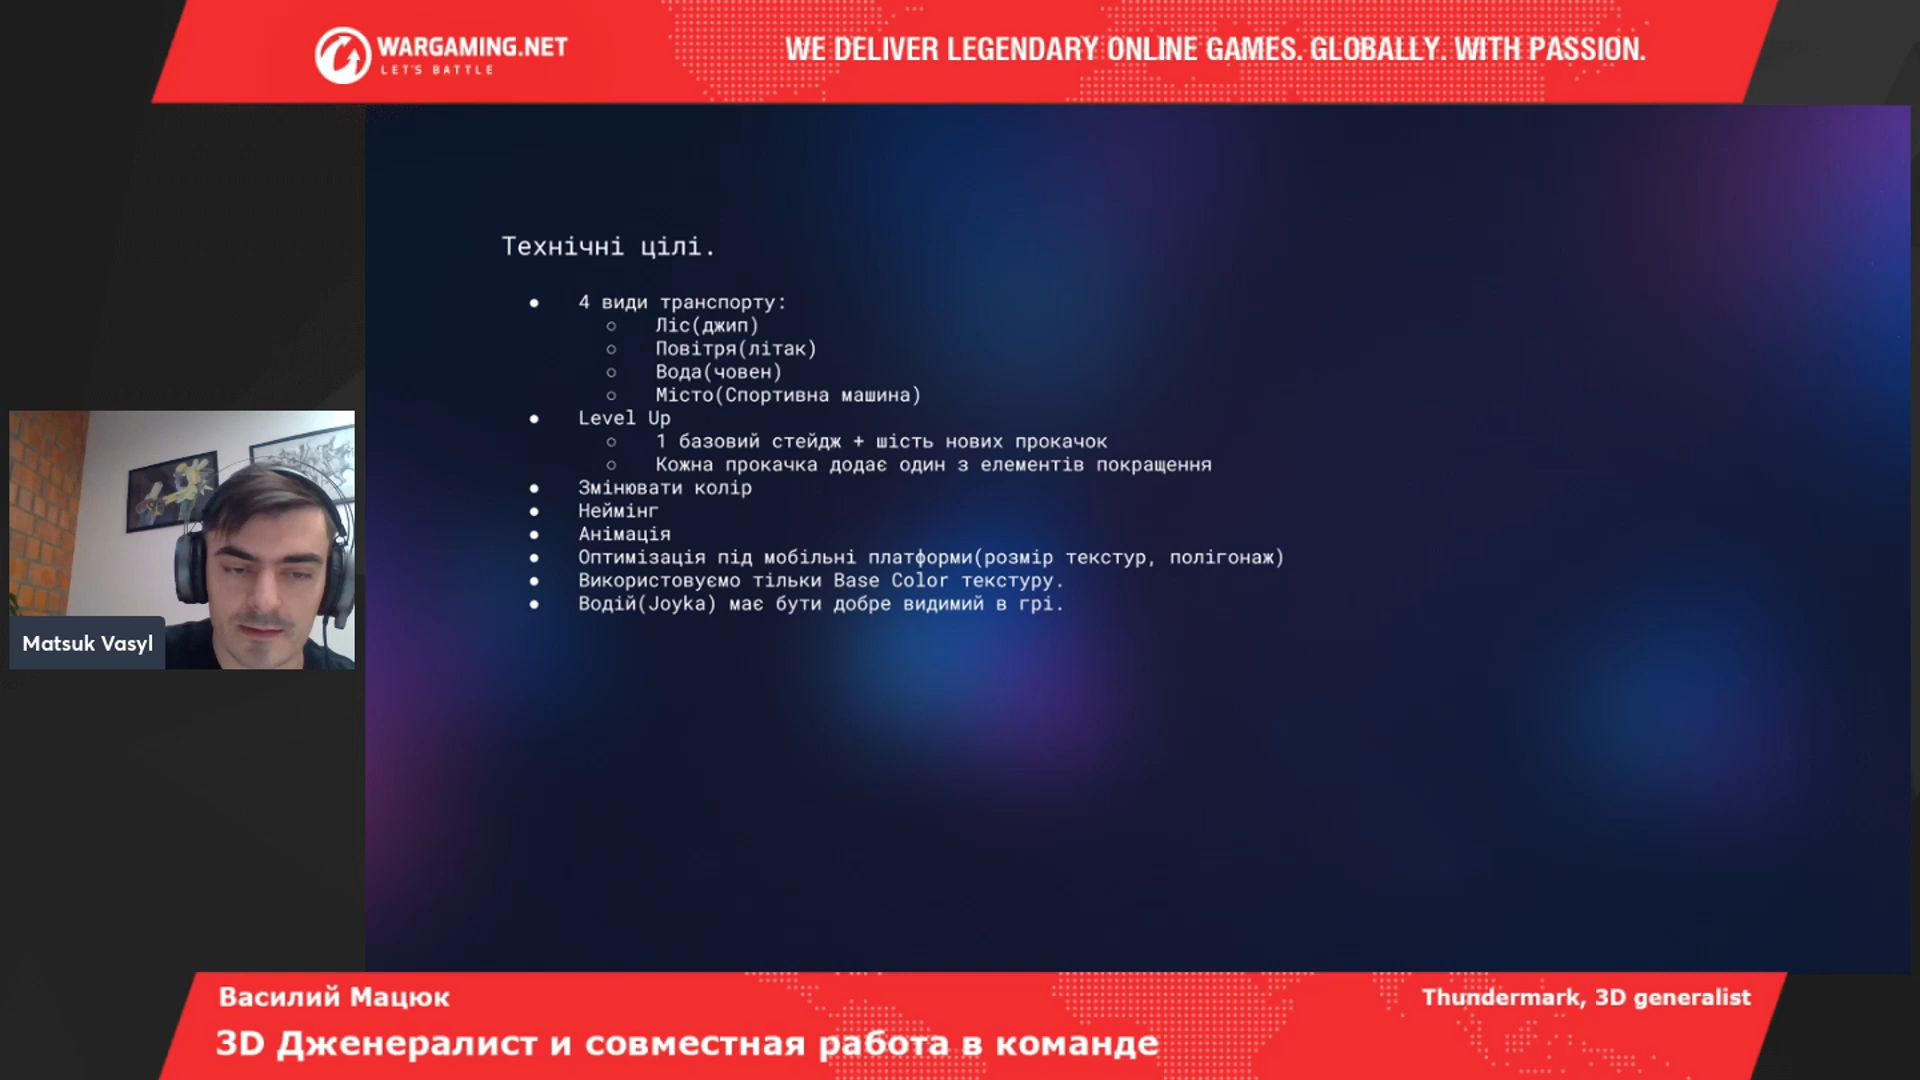 WARGAMING.NET
LET'S BATTLE
WE DELIVER LEGENDARY ONLINE GAMES. GLOBALLY. WITH PASSION.
Технічні цілі.
● 4 види транспорту:
○ Ліс(джип)
○ Повітря(літак)
○ Вода(човен)
○ Місто(Спортивна машина)
● Level Up
○ 1 базовий стейдж + шість нових прокачок
○ Кожна прокачка додає один з елементів покращення
● Змінювати колір
● Неймінг
● Анімація
● Оптимізація під мобільні платформи(розмір текстур, полігонаж)
● Використовуємо тільки Base Color текстуру.
● Водій(Joyka) має бути добре видимий в грі.
Matsuk Vasyl
Василий Мацюк
Thundermark, 3D generalist
3D Дженералист и совместная работа в команде